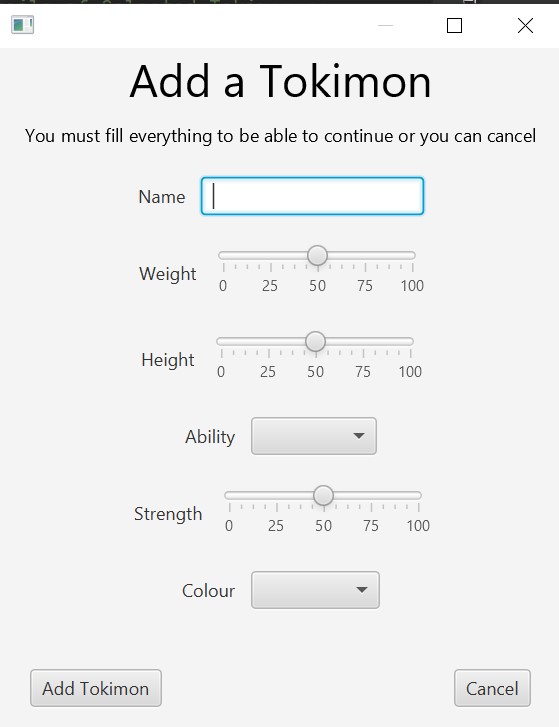 Add a Tokimon
You must fill everything to be able to continue or you can cancel
Name
Weight
0 25 50 75 100
Height
0 25 50 75 100
Ability
Strength
0 25 50 75 100
Colour
Add Tokimon Cancel